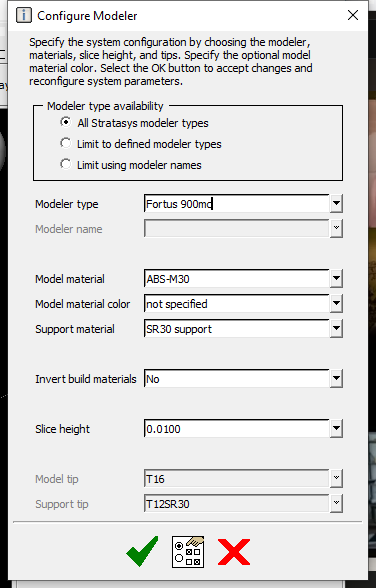 Configure Modeler
Specify the system configuration by choosing the modeler,
materials, slice height, and tips. Specify the optional model
material color. Select the OK button to accept changes and
reconfigure system parameters.
Modeler type availability
All Stratasys modeler types
Limit to defined modeler types
Limit using modeler names
Modeler type Fortus 900mc
Modeler name
Model material ABS-M30
Model material color not specified
Support material SR30 support
Invert build materials No
Slice height 0.0100
Model tip T16
Support tip T12SR30